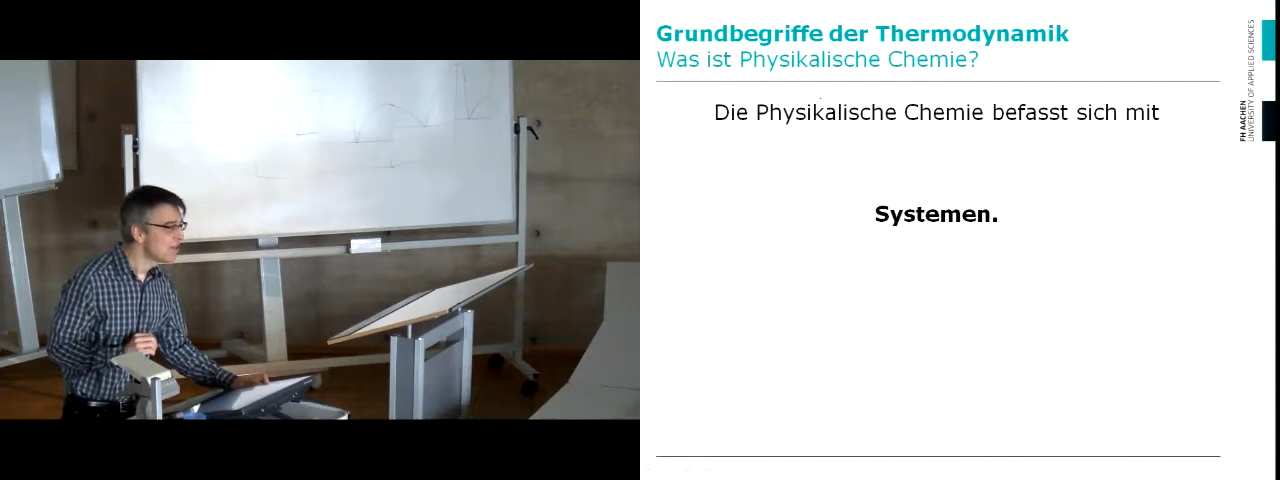 Grundbegriffe der Thermodynamik
Was ist Physikalische Chemie?
Die Physikalische Chemie befasst sich mit
Systemen.
FH AACHEN
UNIVERSITY OF APPLIED SCIENCES